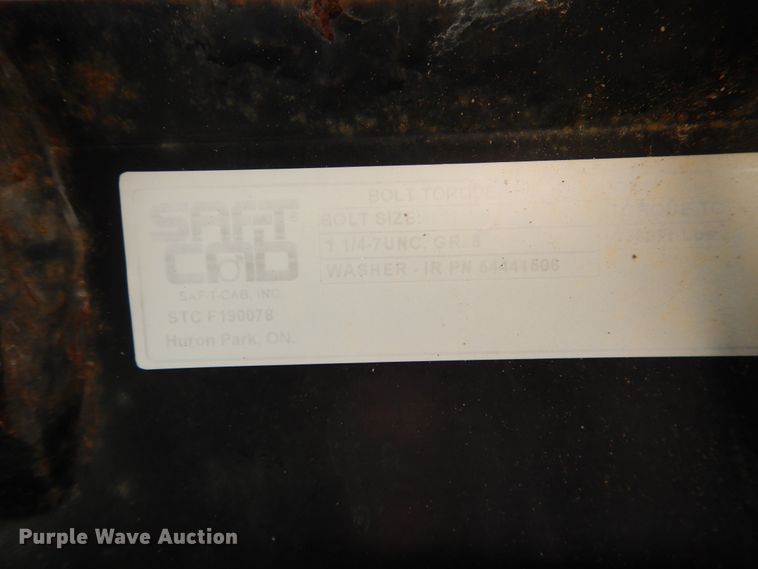 BOLT TORQUE
SAF-T CAB ®
BOLT SIZE:
1 1/4-7UNC, GR. 8
WASHER - IR PN 54441506
SAF-T-CAB, INC.
STC F190078
Huron Park, ON.
Purple Wave Auction